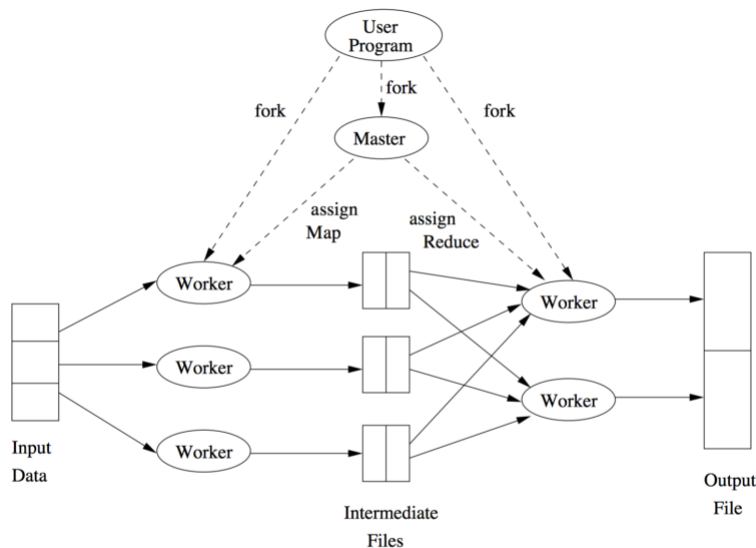 User
Program
fork
fork
fork
Master
assign
Map
assign
Reduce
Worker
Worker
Worker
Worker
Worker
Input
Data
Intermediate
Files
Output
File